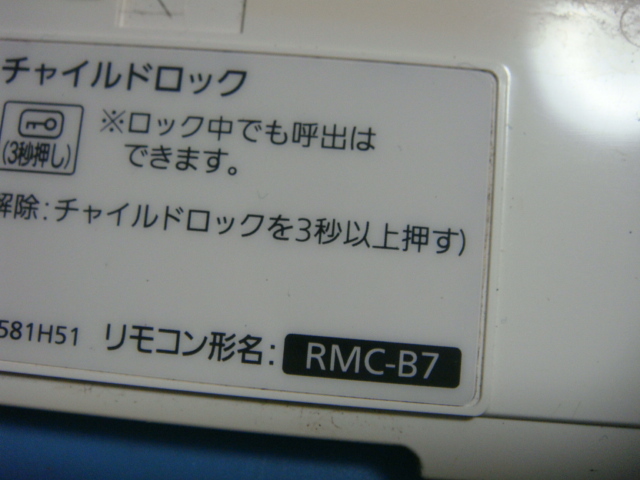 チャイルドロック
(3秒押し)
※ロック中でも呼出は
できます。
解除:チャイルドロックを3秒以上押す)
581H51 リモコン形名: RMC-B7